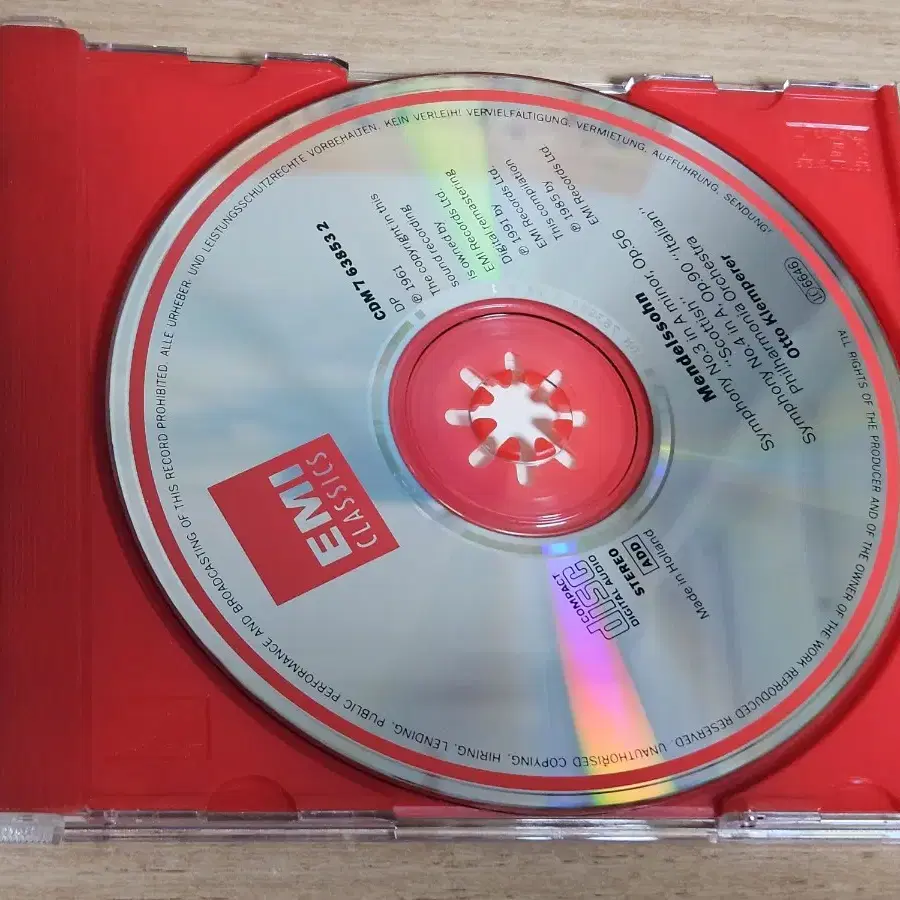 EMI
CLASSICS
CDM 7 63853 2
DP
℗ 1961
The copyright in this
sound recording
is owned by
EMI Records Ltd.
Digital remastering
℗ 1991 by
EMI Records Ltd.
This compilation
℗ 1985 by
EMI Records Ltd
COMPACT
disc
DIGITAL AUDIO
STEREO
ADD
Made in Holland
Mendelssohn
Symphony No.3 in A minor, Op.56
"Scottish"
Symphony No.4 in A, Op.90 "Italian"
Philharmonia Orchestra
Otto Klemperer
LC 6646
ALL RIGHTS OF THE PRODUCER AND OF THE OWNER OF THE WORK REPRODUCED RESERVED. UNAUTHORISED COPYING, HIRING, LENDING, PUBLIC PERFORMANCE AND BROADCASTING OF THIS RECORD PROHIBITED. ALLE URHEBER- UND LEISTUNGSSCHUTZRECHTE VORBEHALTEN. KEIN VERLEIH! VERVIELFÄLTIGUNG, VERMIETUNG, AUFFÜHRUNG, SENDUNG!